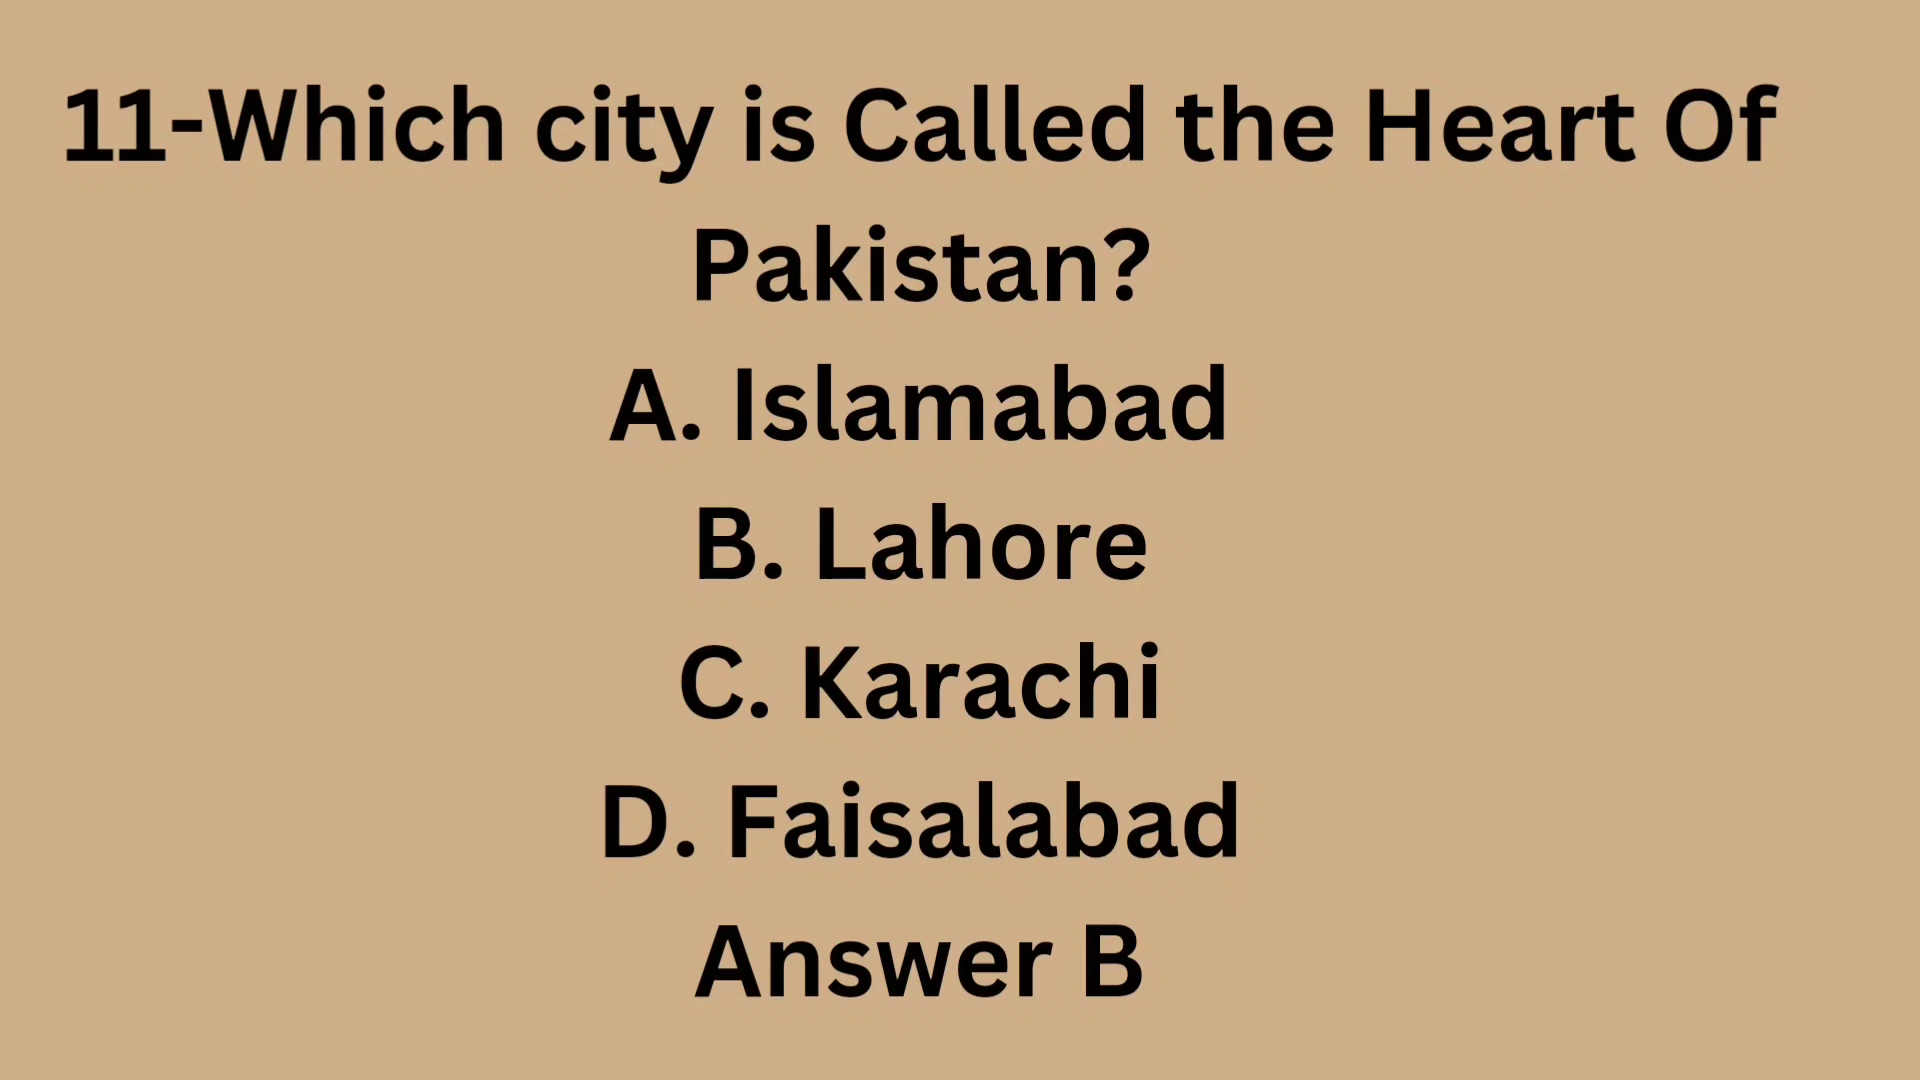 11-Which city is Called the Heart Of
Pakistan?
A. Islamabad
B. Lahore
C. Karachi
D. Faisalabad
Answer B